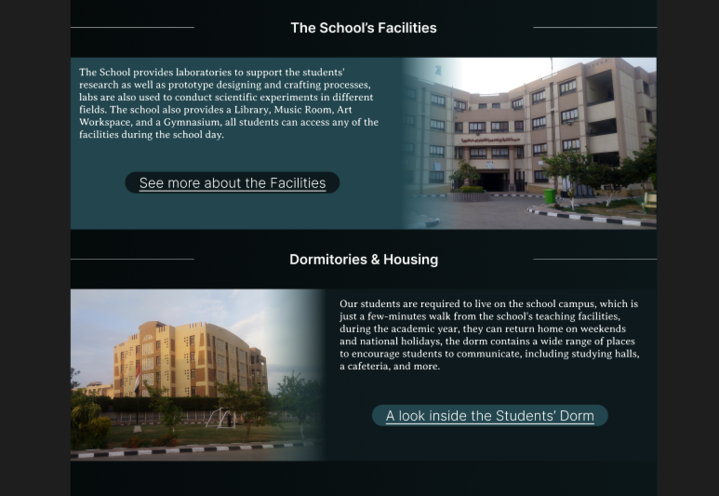 The School's Facilities
The School provides laboratories to support the students'
research as well as prototype designing and crafting processes,
labs are also used to conduct scientific experiments in different
fields. The school also provides a Library, Music Room, Art
Workspace, and a Gymnasium, all students can access any of the
facilities during the school day.
See more about the Facilities
Dormitories & Housing
Our students are required to live on the school campus, which is
just a few-minutes walk from the school's teaching facilities,
during the academic year, they can return home on weekends
and national holidays, the dorm contains a wide range of places
to encourage students to communicate, including studying halls,
a cafeteria, and more.
A look inside the Students' Dorm